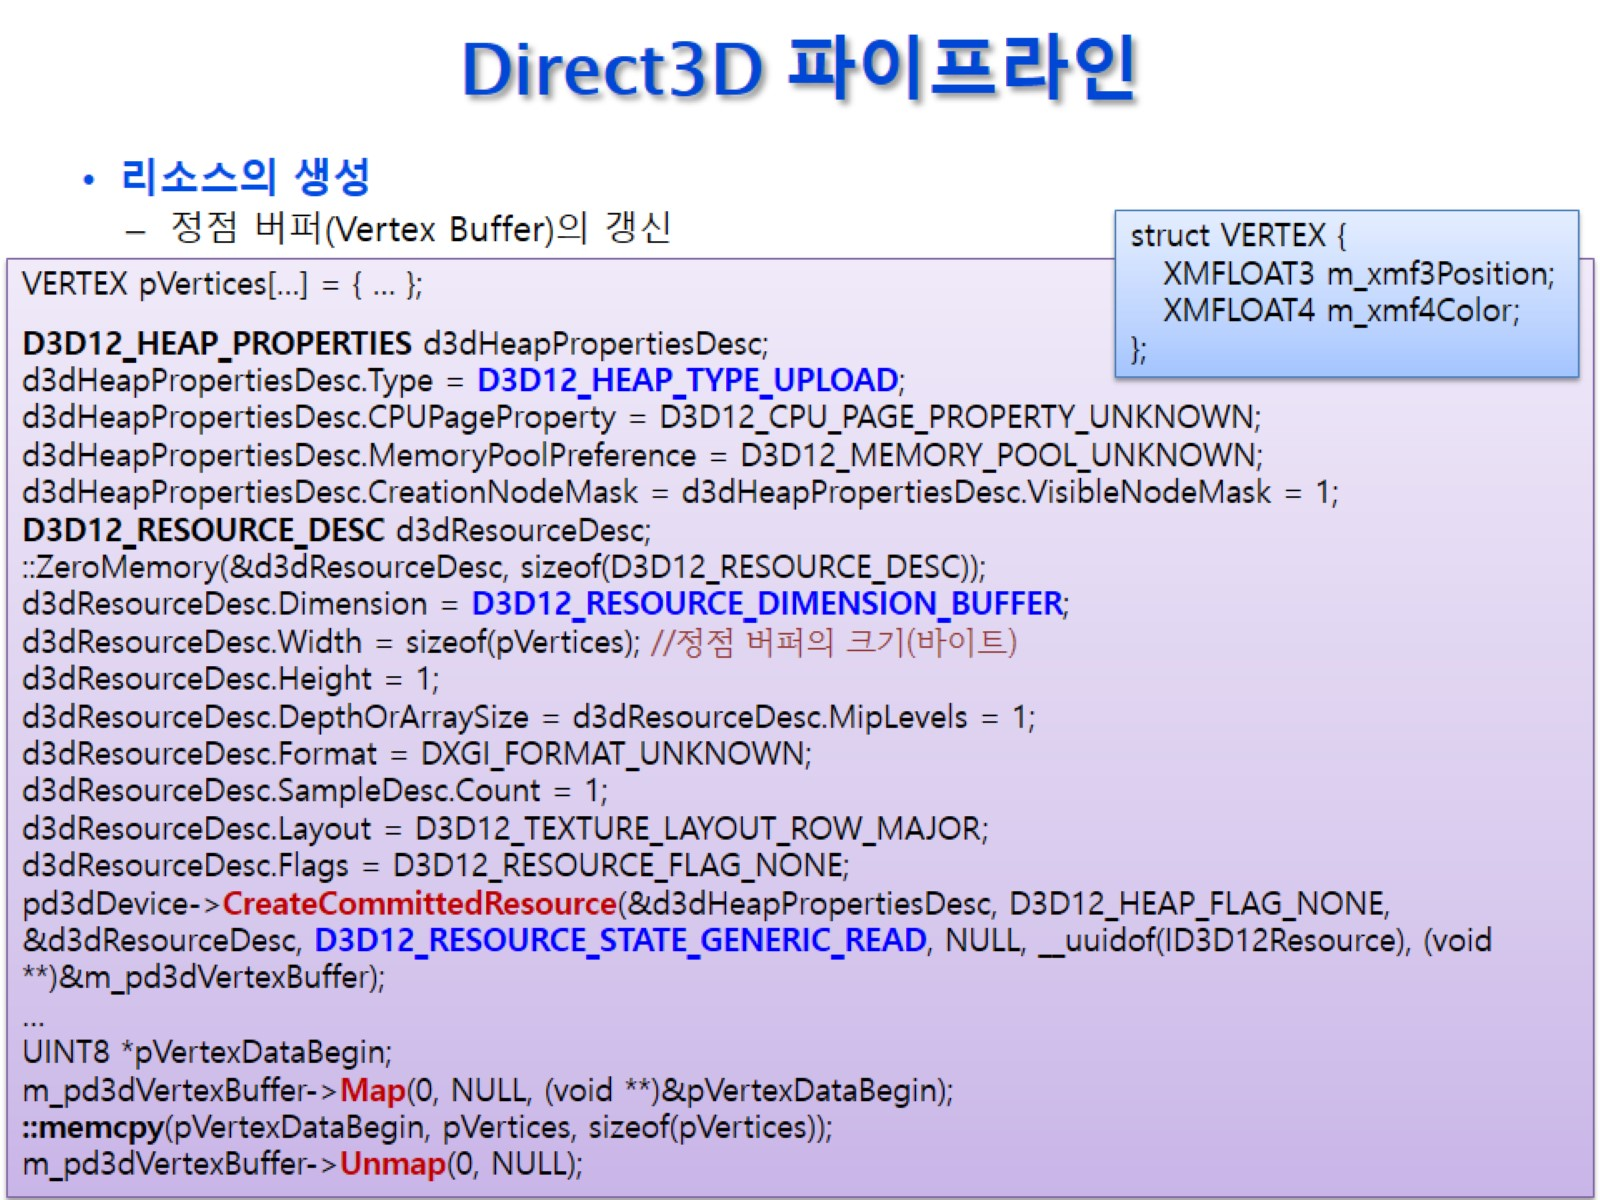 Direct3D 파이프라인
• 리소스의 생성
– 정점 버퍼(Vertex Buffer)의 갱신
struct VERTEX {
XMFLOAT3 m_xmf3Position;
XMFLOAT4 m_xmf4Color;
};
VERTEX pVertices[...] = { ... };
D3D12_HEAP_PROPERTIES d3dHeapPropertiesDesc;
d3dHeapPropertiesDesc.Type = D3D12_HEAP_TYPE_UPLOAD;
d3dHeapPropertiesDesc.CPUPageProperty = D3D12_CPU_PAGE_PROPERTY_UNKNOWN;
d3dHeapPropertiesDesc.MemoryPoolPreference = D3D12_MEMORY_POOL_UNKNOWN;
d3dHeapPropertiesDesc.CreationNodeMask = d3dHeapPropertiesDesc.VisibleNodeMask = 1;
D3D12_RESOURCE_DESC d3dResourceDesc;
::ZeroMemory(&d3dResourceDesc, sizeof(D3D12_RESOURCE_DESC));
d3dResourceDesc.Dimension = D3D12_RESOURCE_DIMENSION_BUFFER;
d3dResourceDesc.Width = sizeof(pVertices); //정점 버퍼의 크기(바이트)
d3dResourceDesc.Height = 1;
d3dResourceDesc.DepthOrArraySize = d3dResourceDesc.MipLevels = 1;
d3dResourceDesc.Format = DXGI_FORMAT_UNKNOWN;
d3dResourceDesc.SampleDesc.Count = 1;
d3dResourceDesc.Layout = D3D12_TEXTURE_LAYOUT_ROW_MAJOR;
d3dResourceDesc.Flags = D3D12_RESOURCE_FLAG_NONE;
pd3dDevice->CreateCommittedResource(&d3dHeapPropertiesDesc, D3D12_HEAP_FLAG_NONE,
&d3dResourceDesc, D3D12_RESOURCE_STATE_GENERIC_READ, NULL, __uuidof(ID3D12Resource), (void
**)&m_pd3dVertexBuffer);
...
UINT8 *pVertexDataBegin;
m_pd3dVertexBuffer->Map(0, NULL, (void **)&pVertexDataBegin);
::memcpy(pVertexDataBegin, pVertices, sizeof(pVertices));
m_pd3dVertexBuffer->Unmap(0, NULL);